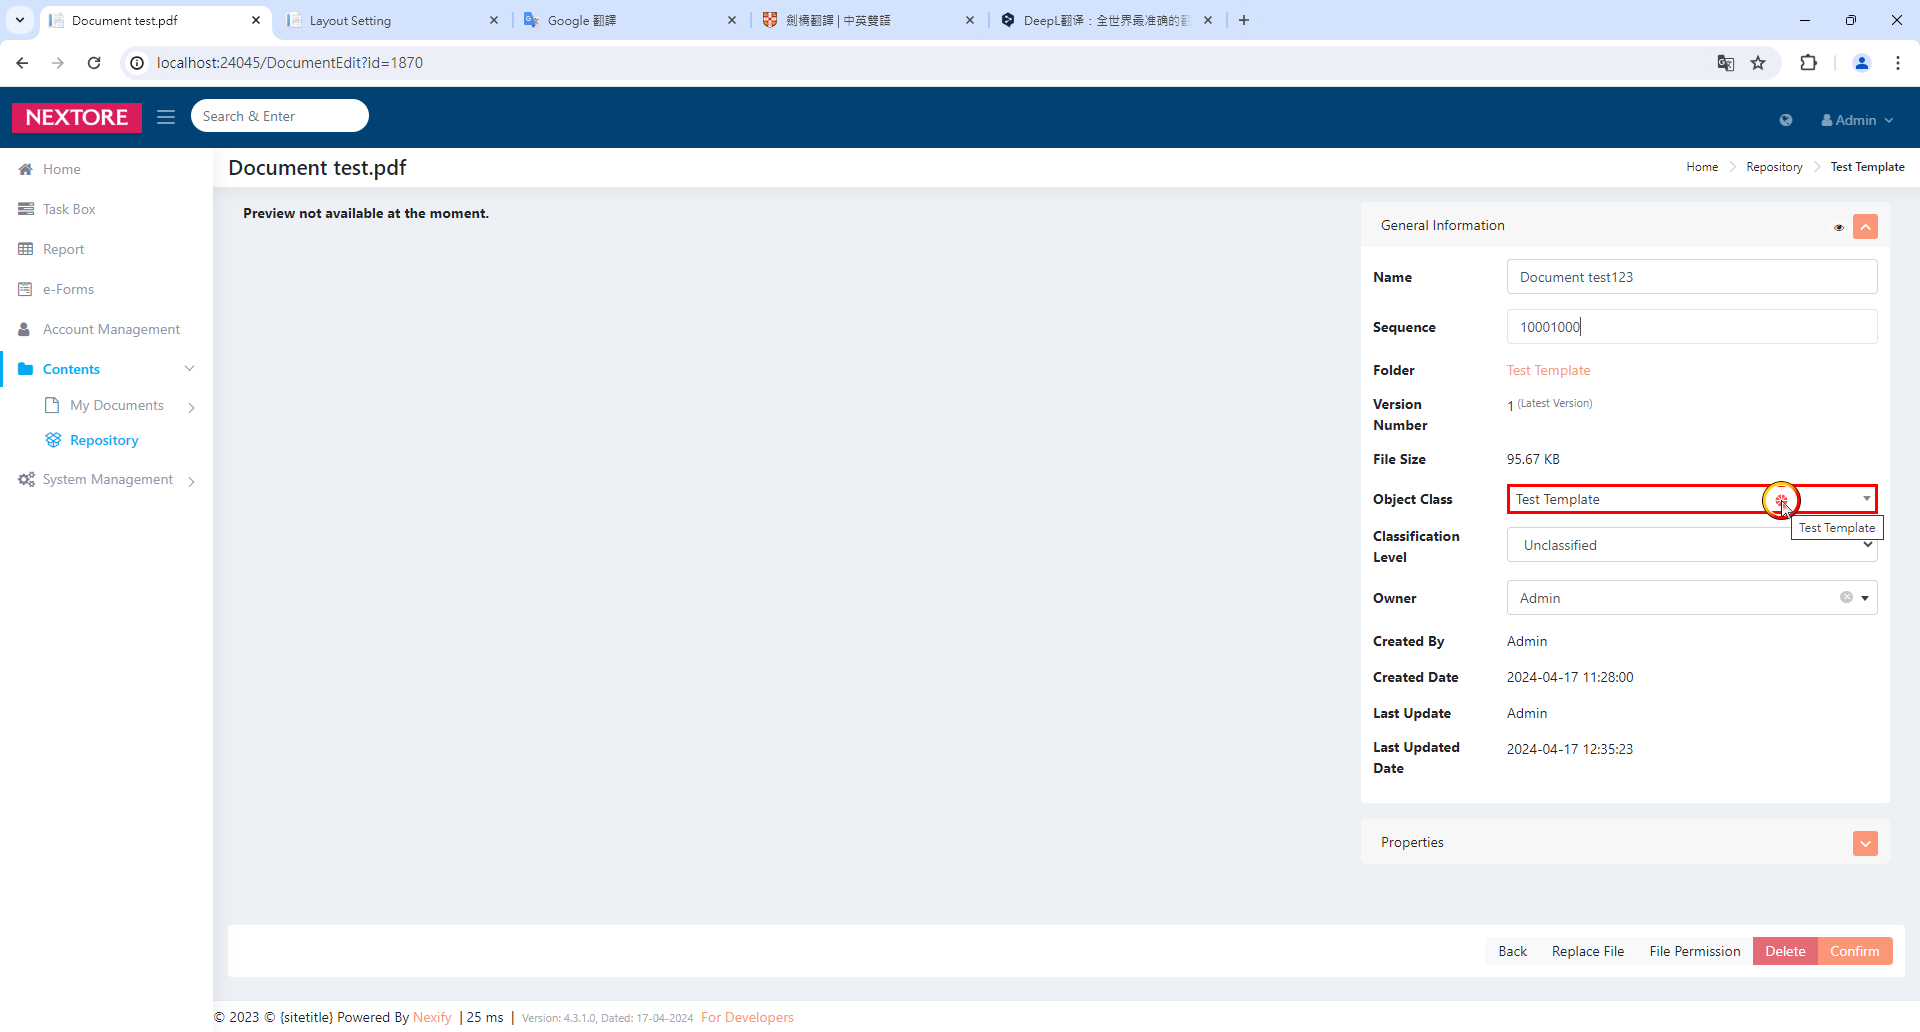 Document test.pdf
Layout Setting
Google 翻譯
劍橋翻譯 | 中英雙語
DeepL翻译：全世界最准确的
localhost:24045/DocumentEdit?id=1870
NEXTORE
Search & Enter
Admin
Home
Task Box
Report
e-Forms
Account Management
Contents
My Documents
Repository
System Management
Document test.pdf
Home
Repository
Test Template
Preview not available at the moment.
General Information
Name
Document test123
Sequence
10001000
Folder
Test Template
Version
Number
1 (Latest Version)
File Size
95.67 KB
Object Class
Test Template
Test Template
Classification
Level
Unclassified
Owner
Admin
Created By
Admin
Created Date
2024-04-17 11:28:00
Last Update
Admin
Last Updated
Date
2024-04-17 12:35:23
Properties
Back
Replace File
File Permission
Delete
Confirm
© 2023 © {sitetitle} Powered By Nexify | 25 ms | Version: 4.3.1.0, Dated: 17-04-2024 For Developers